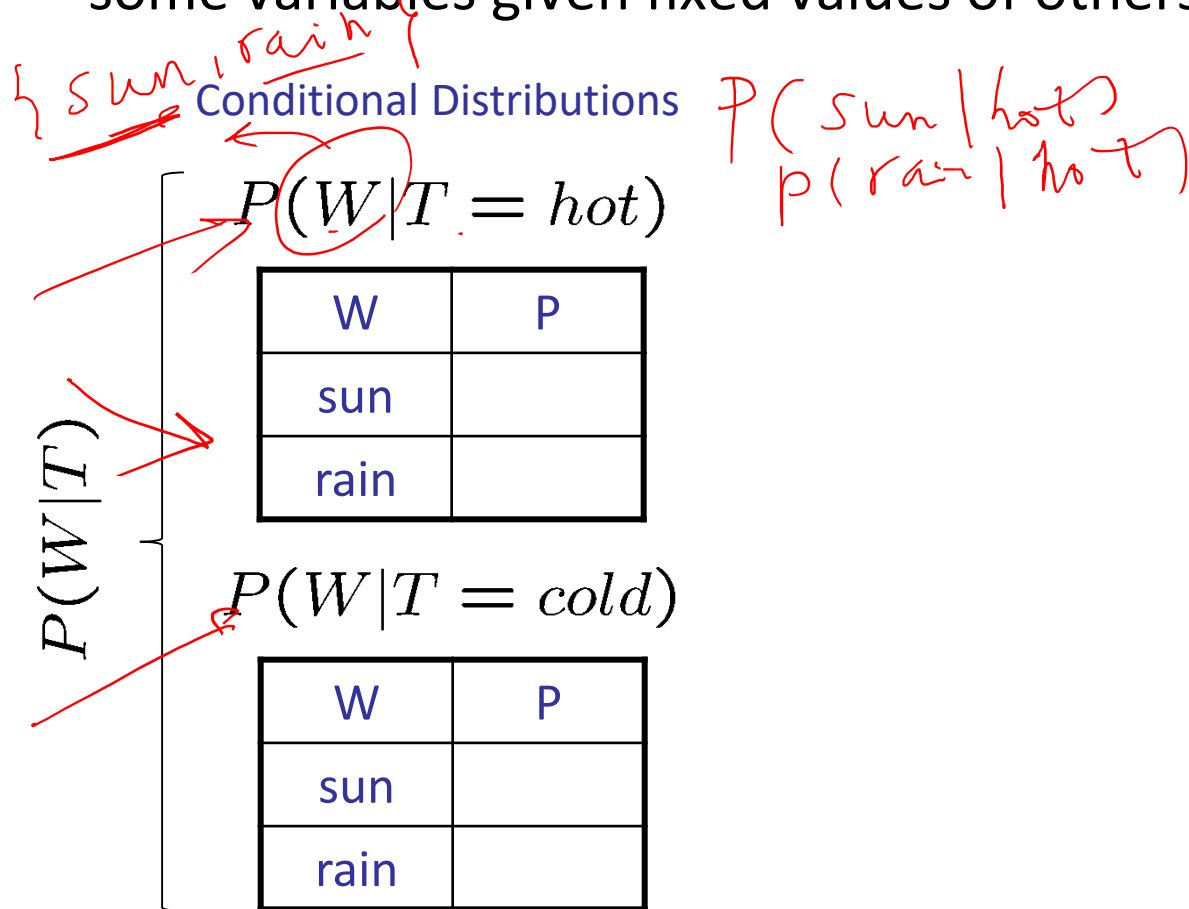 some variables given fixed values of others
{sun, rain}
Conditional Distributions
P(sun | hot)
p(rain | hot)
P(W|T = hot)
W P
sun
rain
P(W|T)
P(W|T = cold)
W P
sun
rain